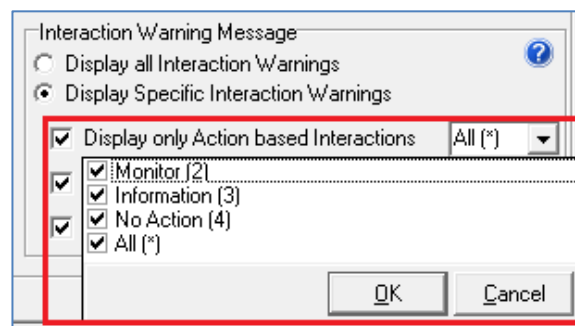 Interaction Warning Message
?
Display all Interaction Warnings
Display Specific Interaction Warnings
Display only Action based Interactions All (*)
Monitor (2)
Information (3)
No Action (4)
All (*)
OK Cancel